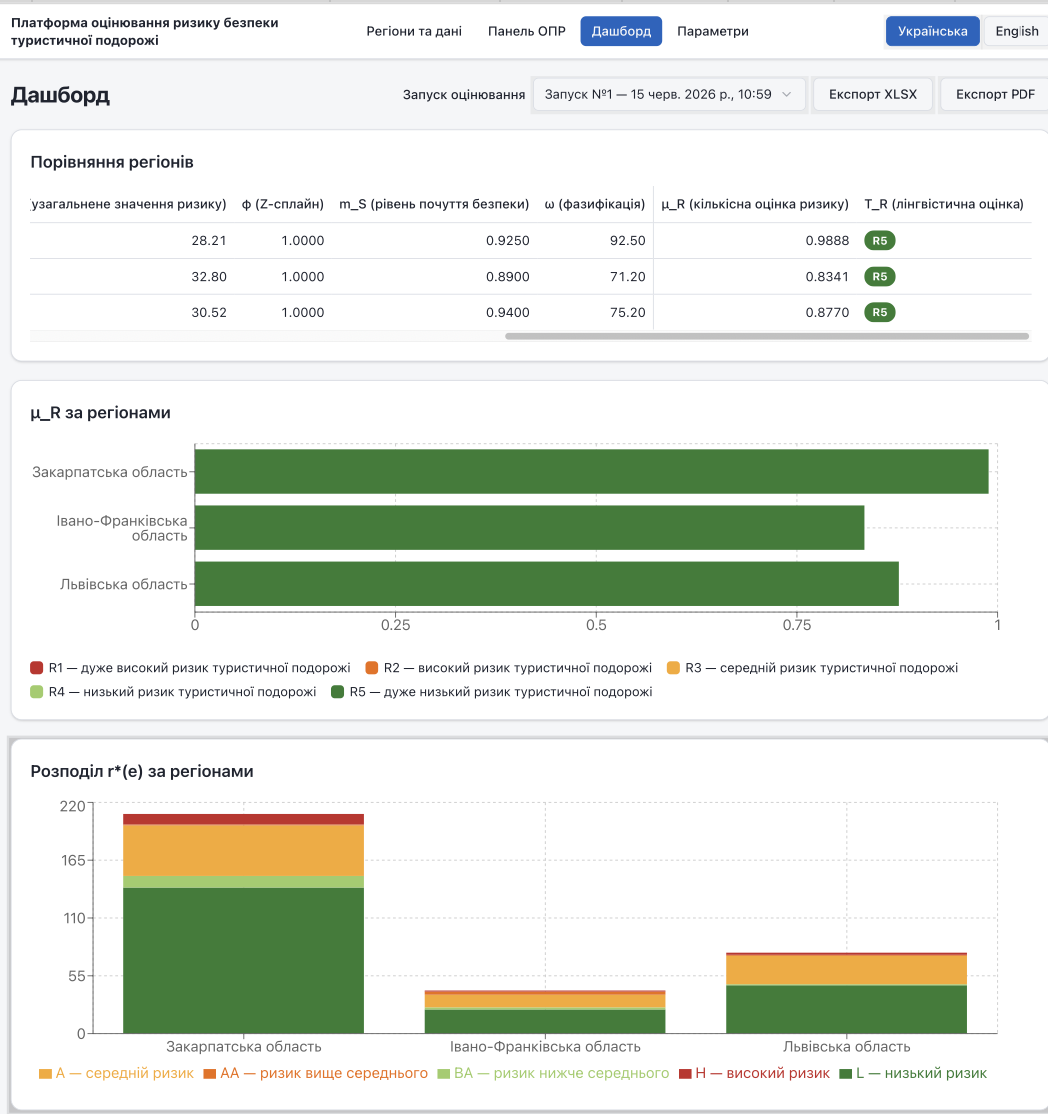 Платформа оцінювання ризику безпеки
туристичної подорожі
Регіони та дані
Панель ОПР
Дашборд
Параметри
Українська
English
Дашборд
Запуск оцінювання
Запуск №1 — 15 черв. 2026 р., 10:59
Експорт XLSX
Експорт PDF
Порівняння регіонів
узагальнене значення ризику) ϕ (Z-сплайн) m_S (рівень почуття безпеки) ω (фазифікація) μ_R (кількісна оцінка ризику) T_R (лінгвістична оцінка)
28.21 1.0000 0.9250 92.50 0.9888 R5
32.80 1.0000 0.8900 71.20 0.8341 R5
30.52 1.0000 0.9400 75.20 0.8770 R5
μ_R за регіонами
Закарпатська область
Івано-Франківська
область
Львівська область
0 0.25 0.5 0.75 1
R1 — дуже високий ризик туристичної подорожі R2 — високий ризик туристичної подорожі R3 — середній ризик туристичної подорожі
R4 — низький ризик туристичної подорожі R5 — дуже низький ризик туристичної подорожі
Розподіл r*(e) за регіонами
220
165
110
55
0
Закарпатська область Івано-Франківська область Львівська область
A — середній ризик AA — ризик вище середнього BA — ризик нижче середнього H — високий ризик L — низький ризик